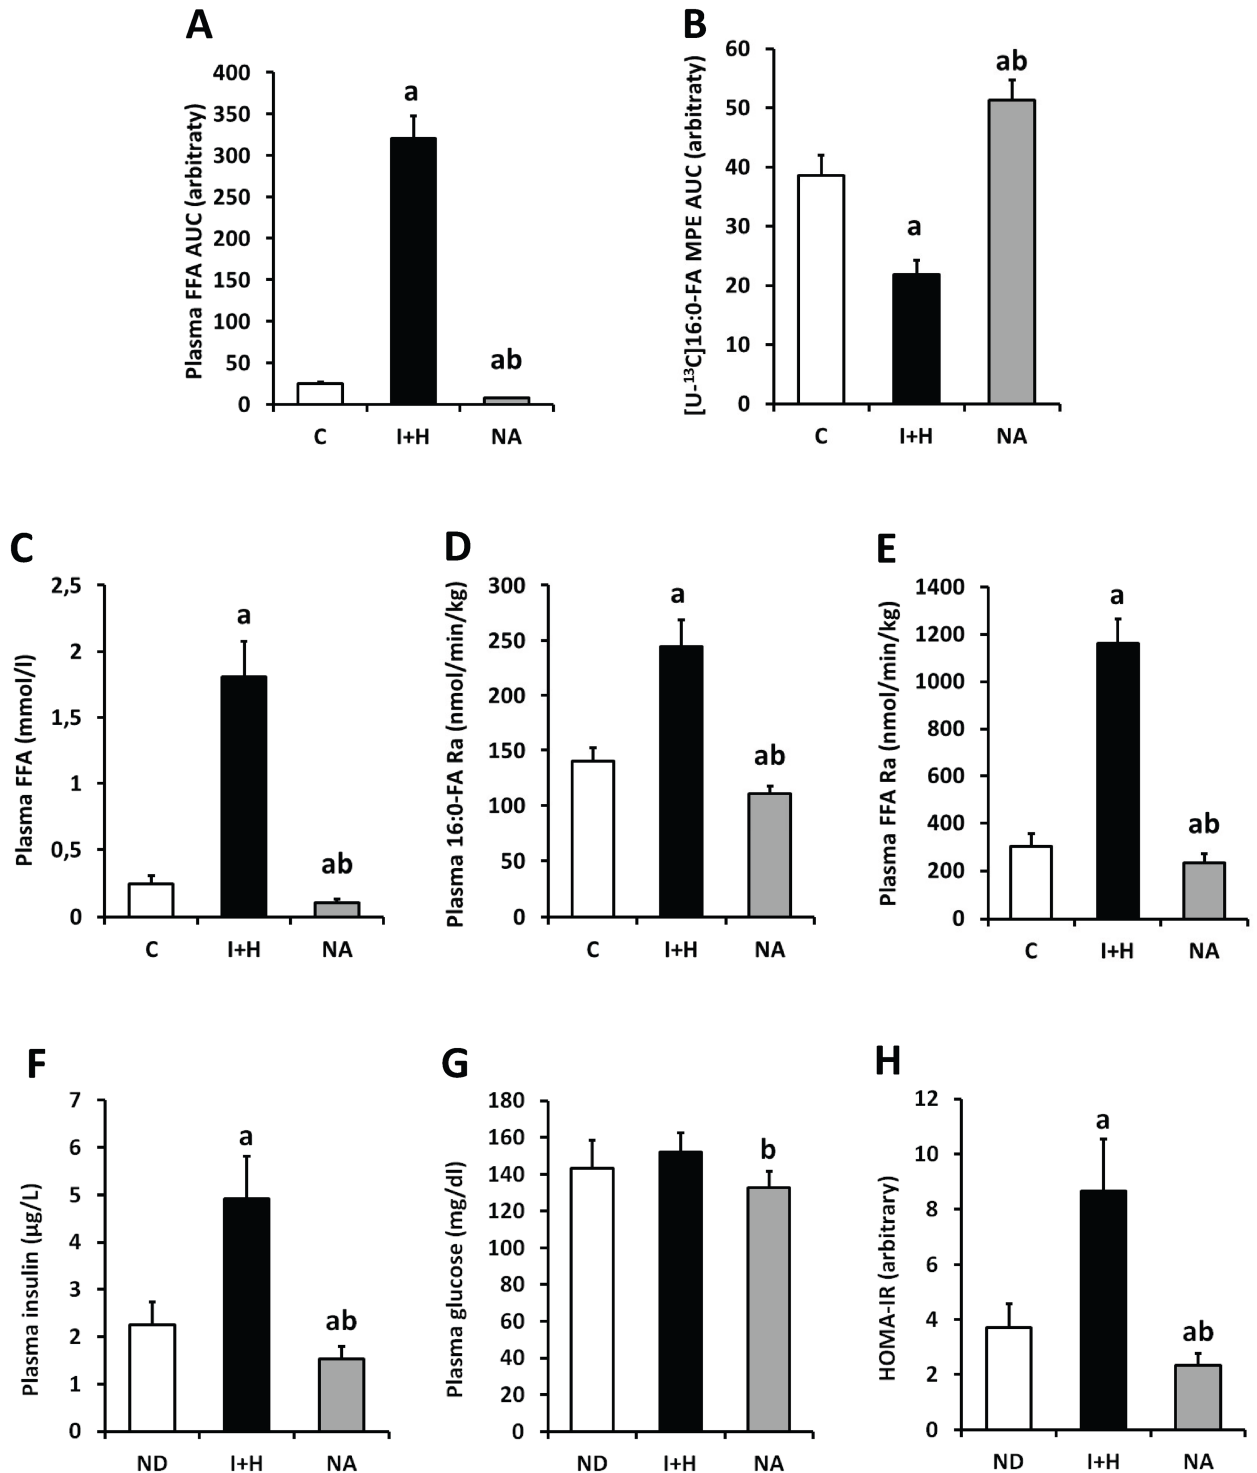 A
Plasma FFA AUC (arbitraty)
400
350
300
250
200
150
100
50
0
a
ab
C I+H NA
B
[U-¹³C]16:0-FA MPE AUC (arbitraty)
60
50
40
30
20
10
0
a
ab
C I+H NA
C
Plasma FFA (mmol/l)
2,5
2
1,5
1
0,5
0
a
ab
C I+H NA
D
Plasma 16:0-FA Ra (nmol/min/kg)
300
250
200
150
100
50
0
a
ab
C I+H NA
E
Plasma FFA Ra (nmol/min/kg)
1400
1200
1000
800
600
400
200
0
a
ab
C I+H NA
F
Plasma insulin (µg/L)
7
6
5
4
3
2
1
0
a
ab
ND I+H NA
G
Plasma glucose (mg/dl)
180
160
140
120
100
80
60
40
20
0
b
ND I+H NA
H
HOMA-IR (arbitrary)
12
10
8
6
4
2
0
a
ab
ND I+H NA